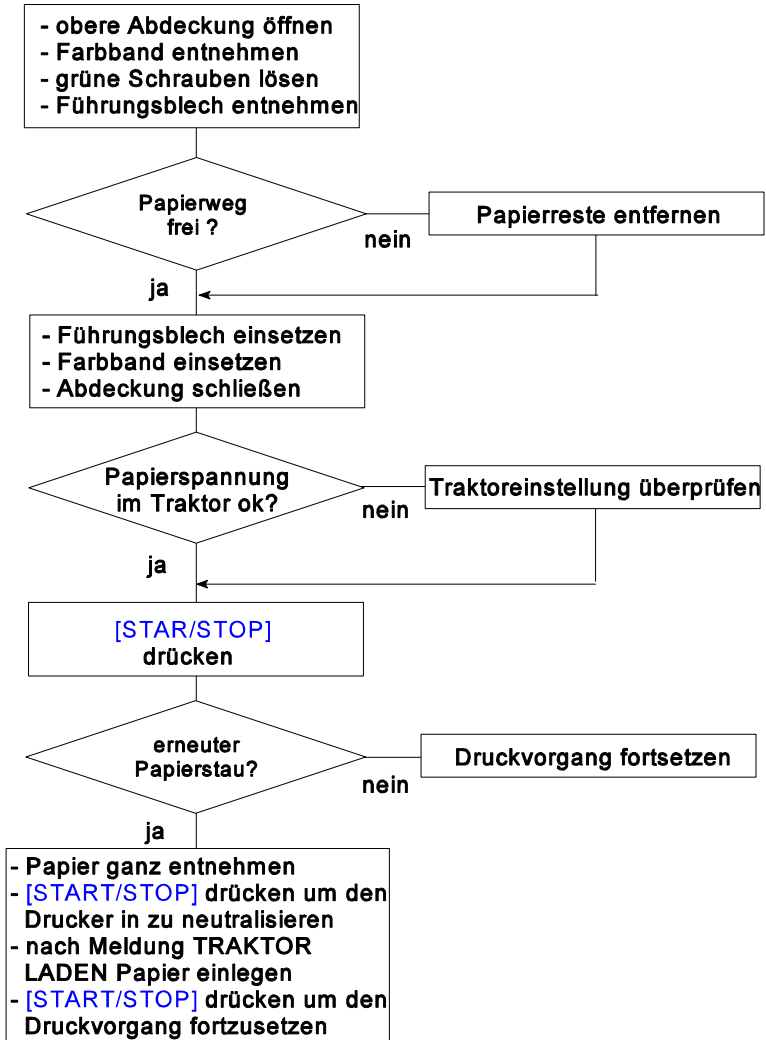 - obere Abdeckung öffnen
- Farbband entnehmen
- grüne Schrauben lösen
- Führungsblech entnehmen
Papierweg
frei ?
nein
Papierreste entfernen
ja
- Führungsblech einsetzen
- Farbband einsetzen
- Abdeckung schließen
Papierspannung
im Traktor ok?
nein
Traktoreinstellung überprüfen
ja
[STAR/STOP]
drücken
erneuter
Papierstau?
nein
Druckvorgang fortsetzen
ja
- Papier ganz entnehmen
- [START/STOP] drücken um den
Drucker in zu neutralisieren
- nach Meldung TRAKTOR
LADEN Papier einlegen
- [START/STOP] drücken um den
Druckvorgang fortzusetzen